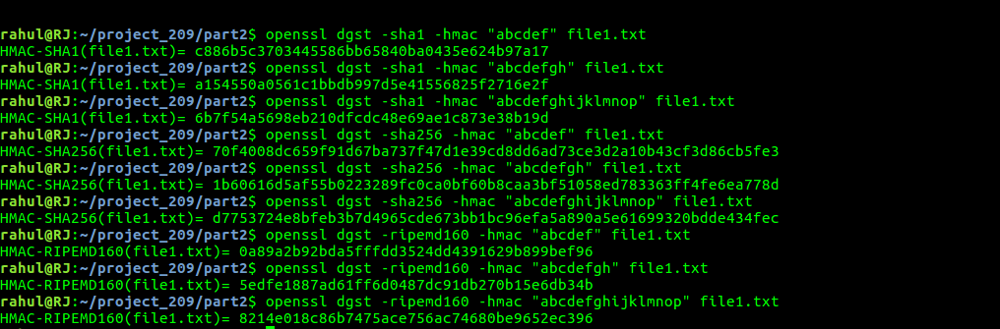 rahul@RJ:~/project_209/part2$ openssl dgst -sha1 -hmac "abcdef" file1.txt
HMAC-SHA1(file1.txt)= c886b5c3703445586bb65840ba0435e624b97a17
rahul@RJ:~/project_209/part2$ openssl dgst -sha1 -hmac "abcdefgh" file1.txt
HMAC-SHA1(file1.txt)= a154550a0561c1bbdb997d5e41556825f2716e2f
rahul@RJ:~/project_209/part2$ openssl dgst -sha1 -hmac "abcdefghijklmnop" file1.txt
HMAC-SHA1(file1.txt)= 6b7f54a5698eb210dfcdc48e69ae1c873e38b19d
rahul@RJ:~/project_209/part2$ openssl dgst -sha256 -hmac "abcdef" file1.txt
HMAC-SHA256(file1.txt)= 70f4008dc659f91d67ba737f47d1e39cd8dd6ad73ce3d2a10b43cf3d86cb5fe3
rahul@RJ:~/project_209/part2$ openssl dgst -sha256 -hmac "abcdefgh" file1.txt
HMAC-SHA256(file1.txt)= 1b60616d5af55b0223289fc0ca0bf60b8caa3bf51058ed783363ff4fe6ea778d
rahul@RJ:~/project_209/part2$ openssl dgst -sha256 -hmac "abcdefghijklmnop" file1.txt
HMAC-SHA256(file1.txt)= d7753724e8bfeb3b7d4965cde673bb1bc96efa5a890a5e61699320bdde434fec
rahul@RJ:~/project_209/part2$ openssl dgst -ripemd160 -hmac "abcdef" file1.txt
HMAC-RIPEMD160(file1.txt)= 0a89a2b92bda5fffdd3524dd4391629b899bef96
rahul@RJ:~/project_209/part2$ openssl dgst -ripemd160 -hmac "abcdefgh" file1.txt
HMAC-RIPEMD160(file1.txt)= 5edfe1887ad61ff6d0487dc91db270b15e6db34b
rahul@RJ:~/project_209/part2$ openssl dgst -ripemd160 -hmac "abcdefghijklmnop" file1.txt
HMAC-RIPEMD160(file1.txt)= 8214e018c86b7475ace756ac74680be9652ec396